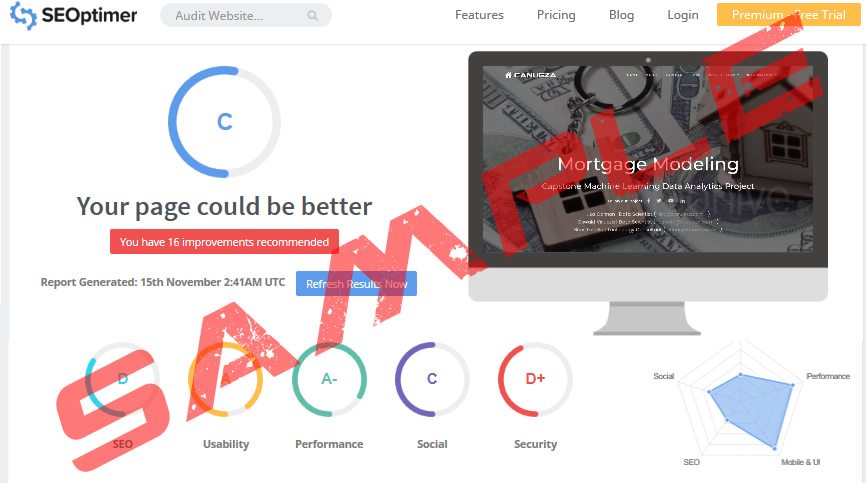 SEOptimer
Audit Website...
Features
Pricing
Blog
Login
Premium - Free Trial
C
CANUEZA
Mortgage Modeling
Capstone Machine Learning Data Analytics Project
Your page could be better
You have 16 improvements recommended
Report Generated: 15th November 2:41AM UTC
Refresh Results Now
SAMPLE
D
A
A-
C
D+
SEO
Usability
Performance
Social
Security
Social
Performance
SEO
Mobile & UI